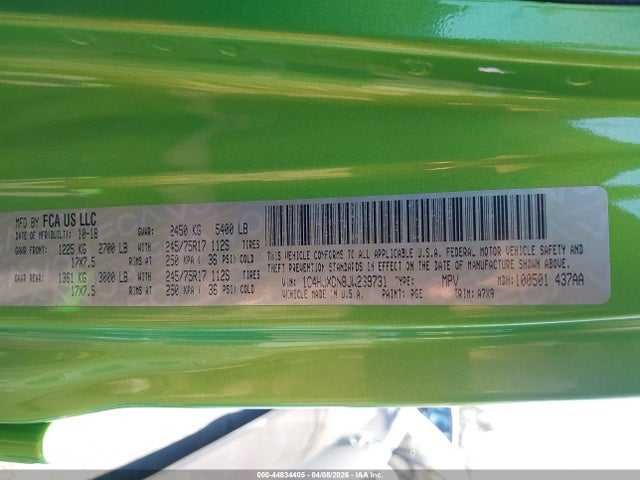 MFD BY FCA US LLC
DATE OF MFR(BUILT): 10-18 GVWR: 2450 KG 5400 LB
GAWR FRONT: 1225 KG 2700 LB WITH 245/75R17 112S TIRES
17X7.5 RIMS AT 250 KPA ( 36 PSI) COLD
GAWR REAR: 1361 KG 3000 LB WITH 245/75R17 112S TIRES
17X7.5 RIMS AT 250 KPA ( 36 PSI) COLD
THIS VEHICLE CONFORMS TO ALL APPLICABLE U.S.A. FEDERAL MOTOR VEHICLE SAFETY AND
THEFT PREVENTION STANDARDS IN EFFECT ON THE DATE OF MANUFACTURE SHOWN ABOVE.
VIN: TYPE: MPV MDH: 100501 437AA
VEHICLE MADE IN U.S.A. PAINT: PGE TRIM: A7X9
000-44834405 - 04/08/2026 - IAA Inc.